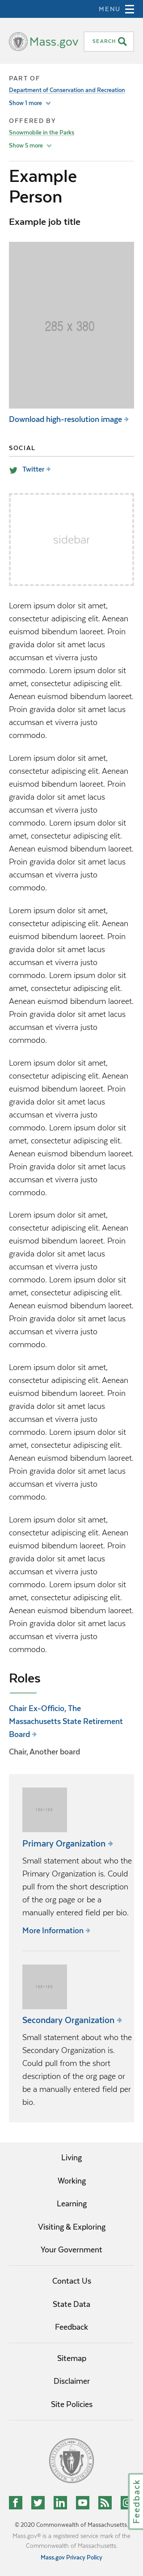 MENU
Mass.gov
SEARCH
PART OF
Department of Conservation and Recreation
Show 1 more
OFFERED BY
Snowmobile in the Parks
Show 5 more
Example
Person
Example job title
285 x 380
Download high-resolution image
SOCIAL
Twitter
sidebar
Lorem ipsum dolor sit amet,
consectetur adipiscing elit. Aenean
euismod bibendum laoreet. Proin
gravida dolor sit amet lacus
accumsan et viverra justo
commodo. Lorem ipsum dolor sit
amet, consectetur adipiscing elit.
Aenean euismod bibendum laoreet.
Proin gravida dolor sit amet lacus
accumsan et viverra justo
commodo.
Lorem ipsum dolor sit amet,
consectetur adipiscing elit. Aenean
euismod bibendum laoreet. Proin
gravida dolor sit amet lacus
accumsan et viverra justo
commodo. Lorem ipsum dolor sit
amet, consectetur adipiscing elit.
Aenean euismod bibendum laoreet.
Proin gravida dolor sit amet lacus
accumsan et viverra justo
commodo.
Lorem ipsum dolor sit amet,
consectetur adipiscing elit. Aenean
euismod bibendum laoreet. Proin
gravida dolor sit amet lacus
accumsan et viverra justo
commodo. Lorem ipsum dolor sit
amet, consectetur adipiscing elit.
Aenean euismod bibendum laoreet.
Proin gravida dolor sit amet lacus
accumsan et viverra justo
commodo.
Lorem ipsum dolor sit amet,
consectetur adipiscing elit. Aenean
euismod bibendum laoreet. Proin
gravida dolor sit amet lacus
accumsan et viverra justo
commodo. Lorem ipsum dolor sit
amet, consectetur adipiscing elit.
Aenean euismod bibendum laoreet.
Proin gravida dolor sit amet lacus
accumsan et viverra justo
commodo.
Lorem ipsum dolor sit amet,
consectetur adipiscing elit. Aenean
euismod bibendum laoreet. Proin
gravida dolor sit amet lacus
accumsan et viverra justo
commodo. Lorem ipsum dolor sit
amet, consectetur adipiscing elit.
Aenean euismod bibendum laoreet.
Proin gravida dolor sit amet lacus
accumsan et viverra justo
commodo.
Lorem ipsum dolor sit amet,
consectetur adipiscing elit. Aenean
euismod bibendum laoreet. Proin
gravida dolor sit amet lacus
accumsan et viverra justo
commodo. Lorem ipsum dolor sit
amet, consectetur adipiscing elit.
Aenean euismod bibendum laoreet.
Proin gravida dolor sit amet lacus
accumsan et viverra justo
commodo.
Lorem ipsum dolor sit amet,
consectetur adipiscing elit. Aenean
euismod bibendum laoreet. Proin
gravida dolor sit amet lacus
accumsan et viverra justo
commodo. Lorem ipsum dolor sit
amet, consectetur adipiscing elit.
Aenean euismod bibendum laoreet.
Proin gravida dolor sit amet lacus
accumsan et viverra justo
commodo.
Roles
Chair Ex-Officio, The
Massachusetts State Retirement
Board
Chair, Another board
Primary Organization
Small statement about who the
Primary Organization is. Could
pull from the short description
of the org page or be a
manually entered field per bio.
More Information
Secondary Organization
Small statement about who the
Secondary Organization is.
Could pull from the short
description of the org page or
be a manually entered field per
bio.
Living
Working
Learning
Visiting & Exploring
Your Government
Contact Us
State Data
Feedback
Sitemap
Disclaimer
Site Policies
Feedback
© 2020 Commonwealth of Massachusetts.
Mass.gov® is a registered service mark of the
Commonwealth of Massachusetts.
Mass.gov Privacy Policy